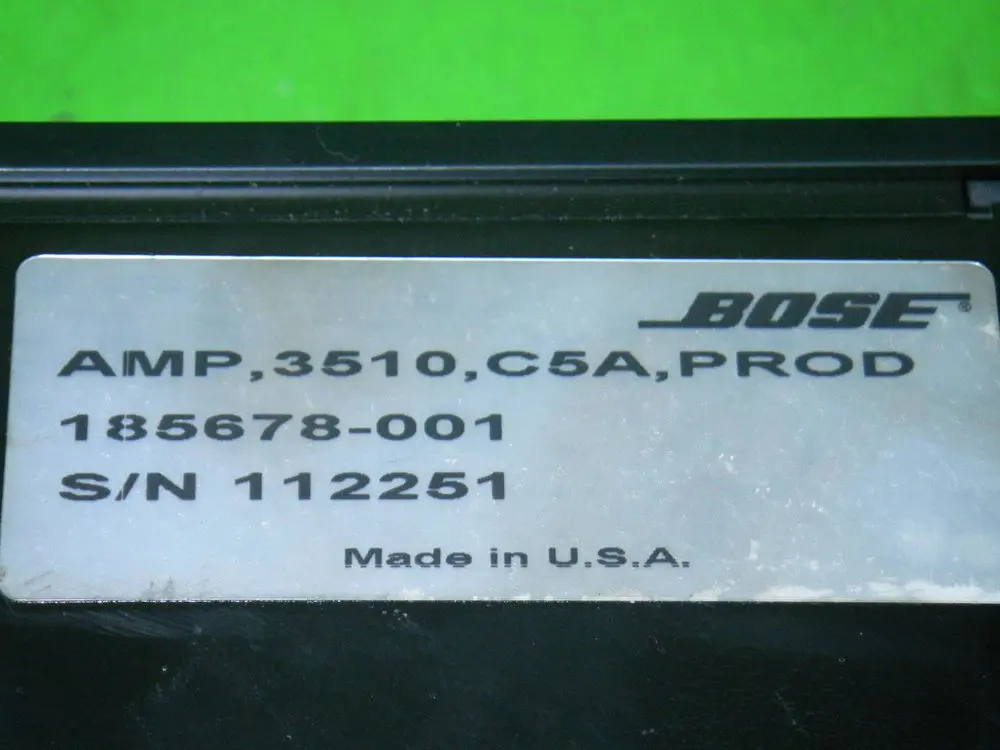 BOSE®
AMP,3510,C5A,PROD
185678-001
S/N 112251
Made in U.S.A.